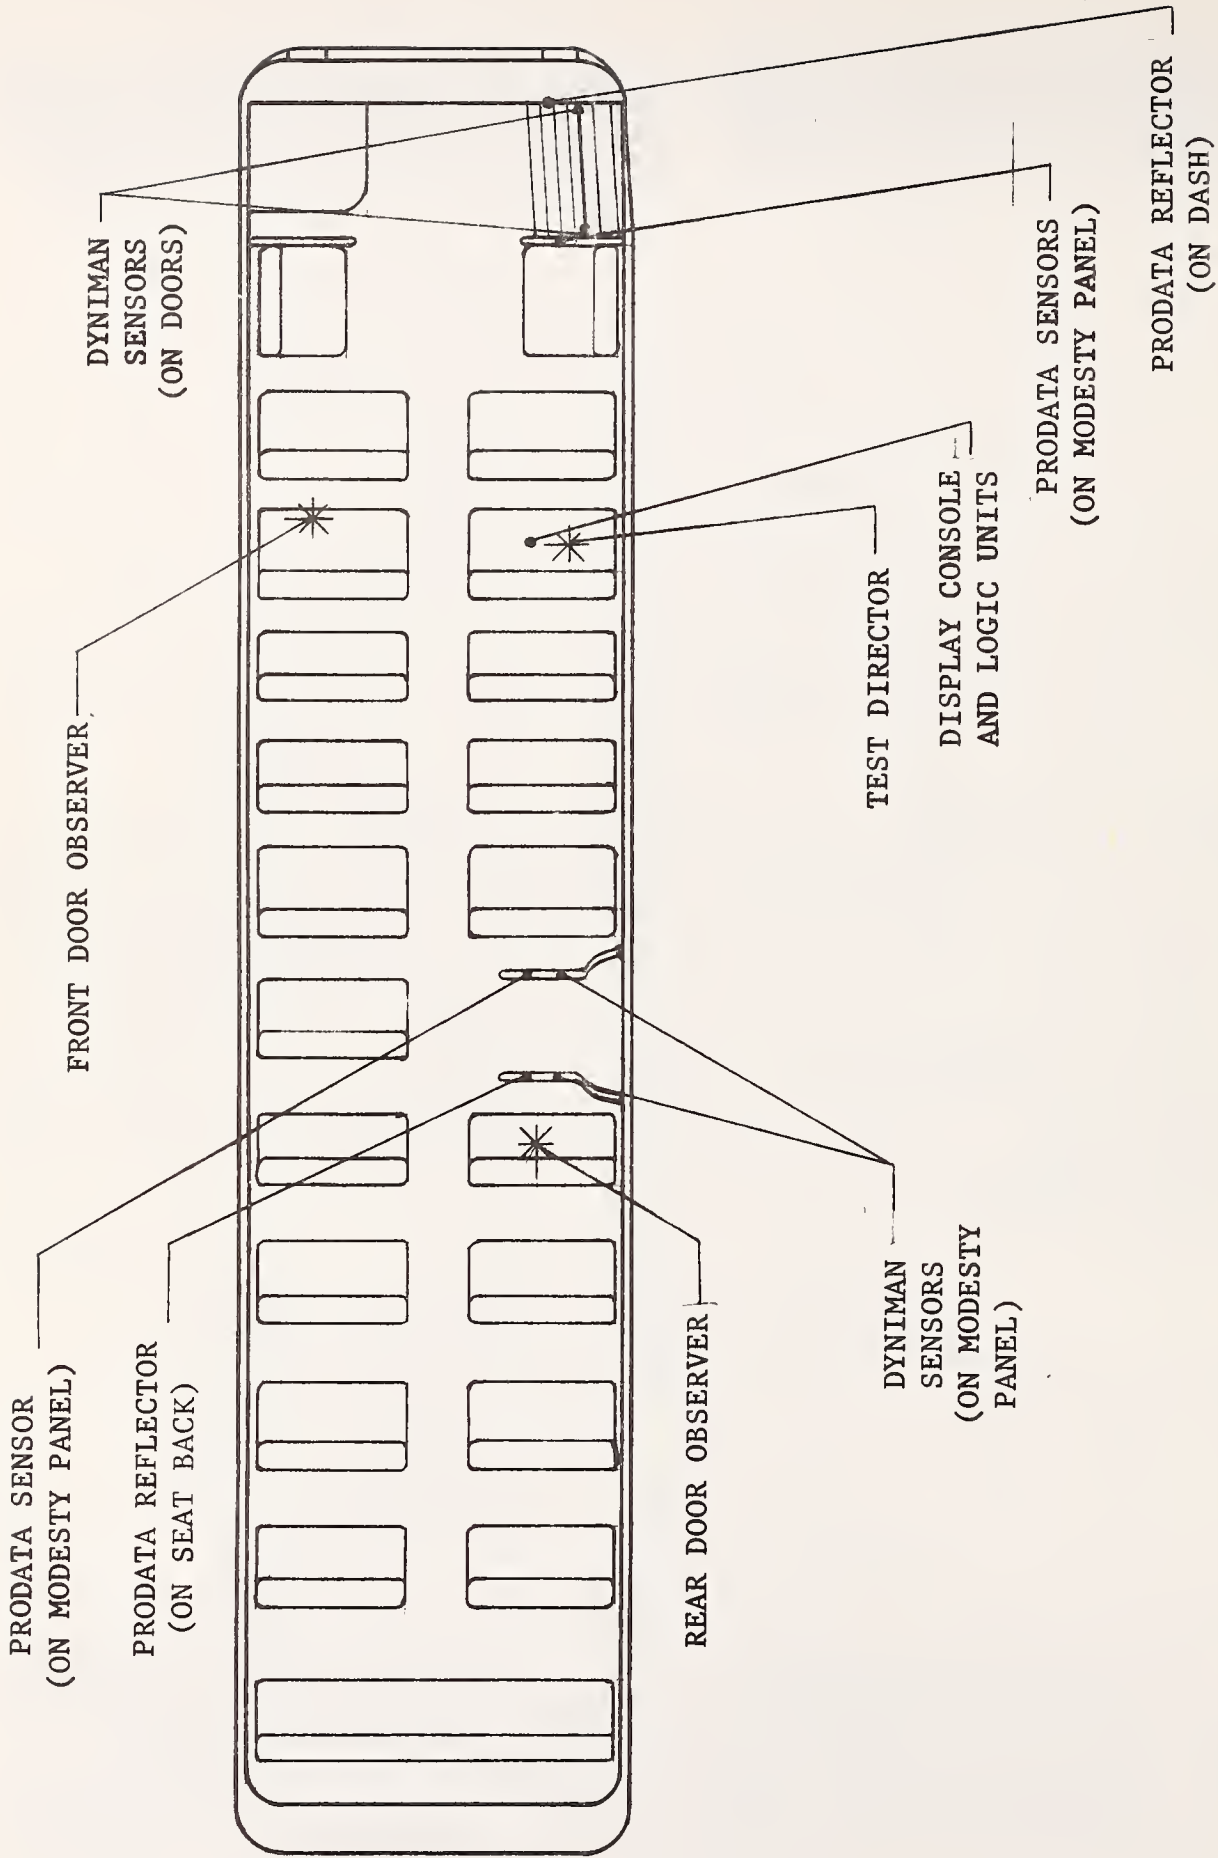 PRODATA SENSOR
(ON MODESTY PANEL)
PRODATA REFLECTOR
(ON SEAT BACK)
FRONT DOOR OBSERVER
DYNIMAN
SENSORS
(ON DOORS)
REAR DOOR OBSERVER
DYNIMAN
SENSORS
(ON MODESTY
PANEL)
TEST DIRECTOR
DISPLAY CONSOLE
AND LOGIC UNITS
PRODATA SENSORS
(ON MODESTY PANEL)
PRODATA REFLECTOR
(ON DASH)